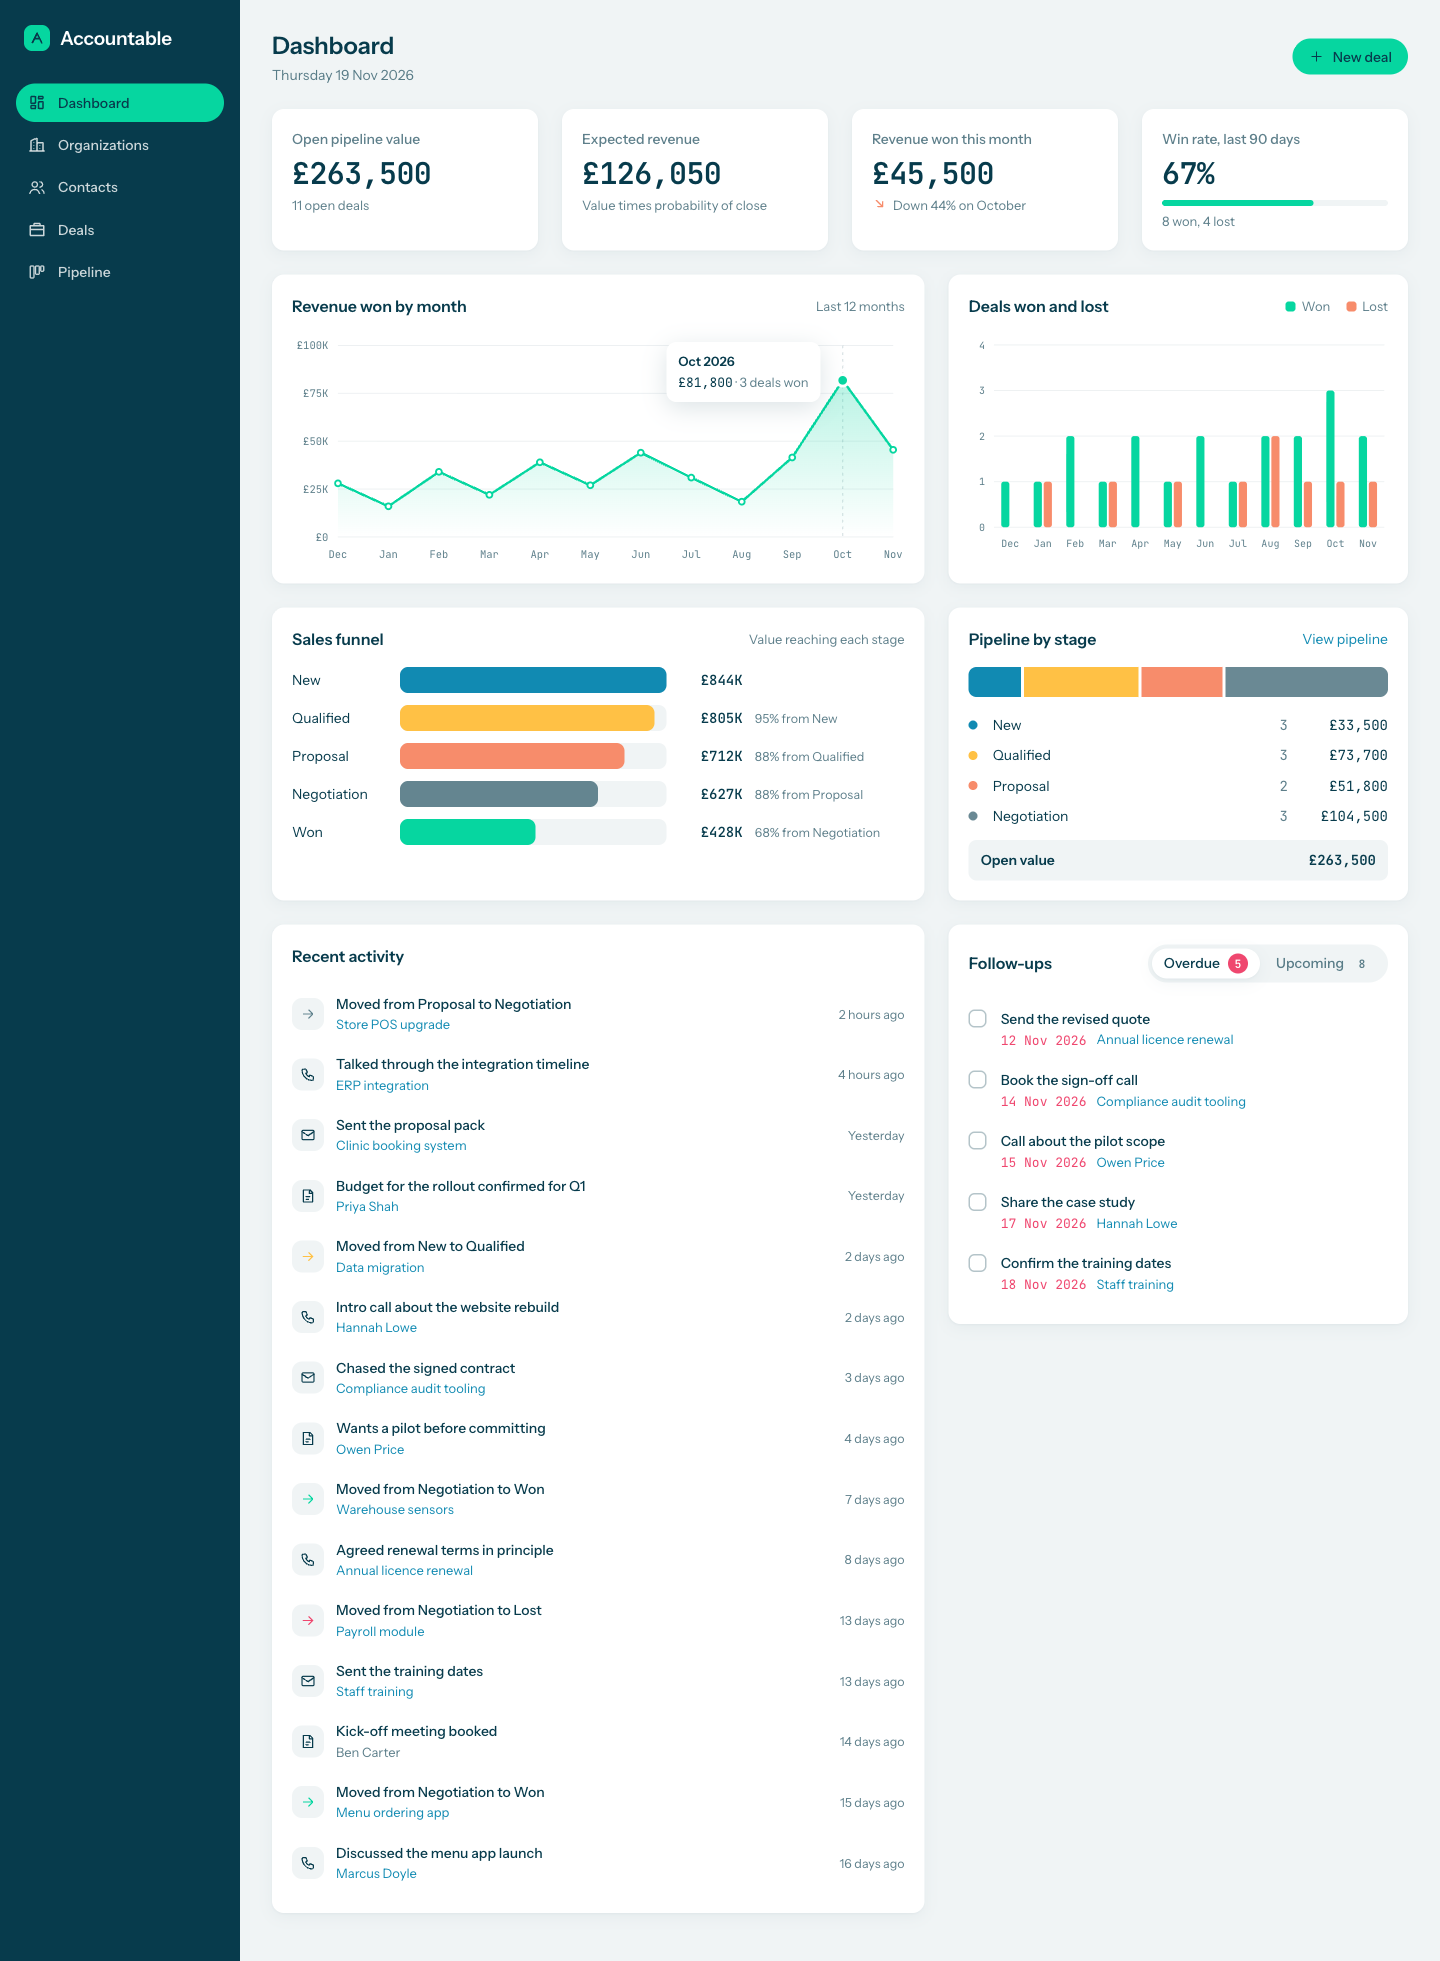 Accountable
Dashboard
Organizations
Contacts
Deals
Pipeline
Dashboard
Thursday 19 Nov 2026
New deal
Open pipeline value
£263,500
11 open deals
Expected revenue
£126,050
Value times probability of close
Revenue won this month
£45,500
Down 44% on October
Win rate, last 90 days
67%
8 won, 4 lost
Revenue won by month
Last 12 months
£100K
£75K
£50K
£25K
£0
Oct 2026
£81,800 · 3 deals won
Dec Jan Feb Mar Apr May Jun Jul Aug Sep Oct Nov
Deals won and lost
Won Lost
4
3
2
1
0
Dec Jan Feb Mar Apr May Jun Jul Aug Sep Oct Nov
Sales funnel
Value reaching each stage
New £844K
Qualified £805K 95% from New
Proposal £712K 88% from Qualified
Negotiation £627K 88% from Proposal
Won £428K 68% from Negotiation
Pipeline by stage
View pipeline
New 3 £33,500
Qualified 3 £73,700
Proposal 2 £51,800
Negotiation 3 £104,500
Open value £263,500
Recent activity
Moved from Proposal to Negotiation
Store POS upgrade
2 hours ago
Talked through the integration timeline
ERP integration
4 hours ago
Sent the proposal pack
Clinic booking system
Yesterday
Budget for the rollout confirmed for Q1
Priya Shah
Yesterday
Moved from New to Qualified
Data migration
2 days ago
Intro call about the website rebuild
Hannah Lowe
2 days ago
Chased the signed contract
Compliance audit tooling
3 days ago
Wants a pilot before committing
Owen Price
4 days ago
Moved from Negotiation to Won
Warehouse sensors
7 days ago
Agreed renewal terms in principle
Annual licence renewal
8 days ago
Moved from Negotiation to Lost
Payroll module
13 days ago
Sent the training dates
Staff training
13 days ago
Kick-off meeting booked
Ben Carter
14 days ago
Moved from Negotiation to Won
Menu ordering app
15 days ago
Discussed the menu app launch
Marcus Doyle
16 days ago
Follow-ups
Overdue 5
Upcoming 8
Send the revised quote
12 Nov 2026 Annual licence renewal
Book the sign-off call
14 Nov 2026 Compliance audit tooling
Call about the pilot scope
15 Nov 2026 Owen Price
Share the case study
17 Nov 2026 Hannah Lowe
Confirm the training dates
18 Nov 2026 Staff training